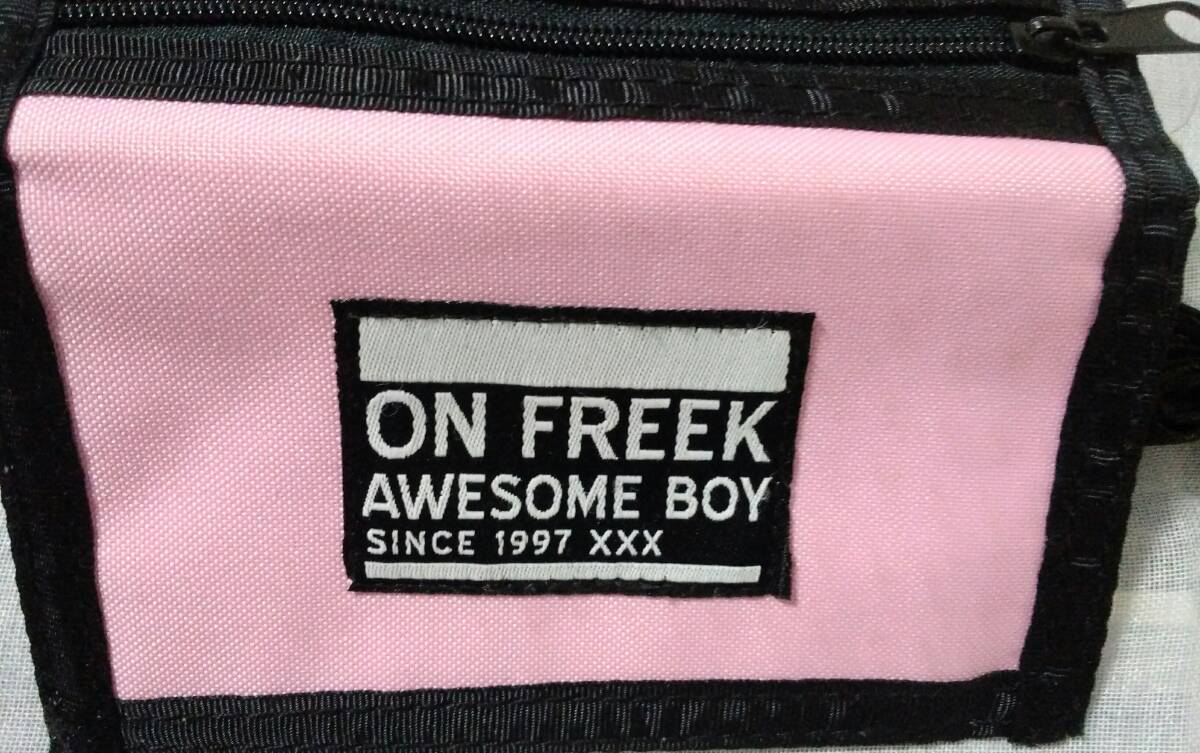 ON FREEK
AWESOME BOY
SINCE 1997 XXX